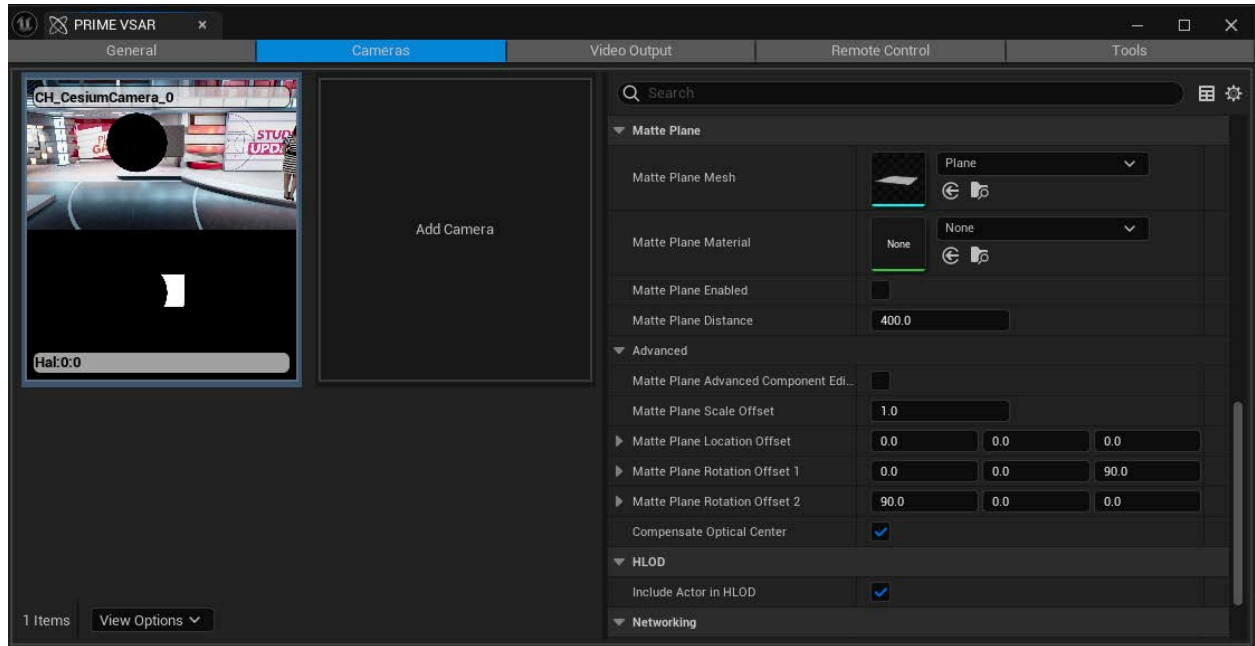 PRIME VSAR
General Cameras Video Output Remote Control Tools
CH_CesiumCamera_0
STUD
UPDA
Hal:0:0
Add Camera
1 Items View Options
Search
Matte Plane
Matte Plane Mesh Plane
Matte Plane Material None None
Matte Plane Enabled
Matte Plane Distance 400.0
Advanced
Matte Plane Advanced Component Edi...
Matte Plane Scale Offset 1.0
Matte Plane Location Offset 0.0 0.0 0.0
Matte Plane Rotation Offset 1 0.0 0.0 90.0
Matte Plane Rotation Offset 2 90.0 0.0 0.0
Compensate Optical Center
HLOD
Include Actor in HLOD
Networking